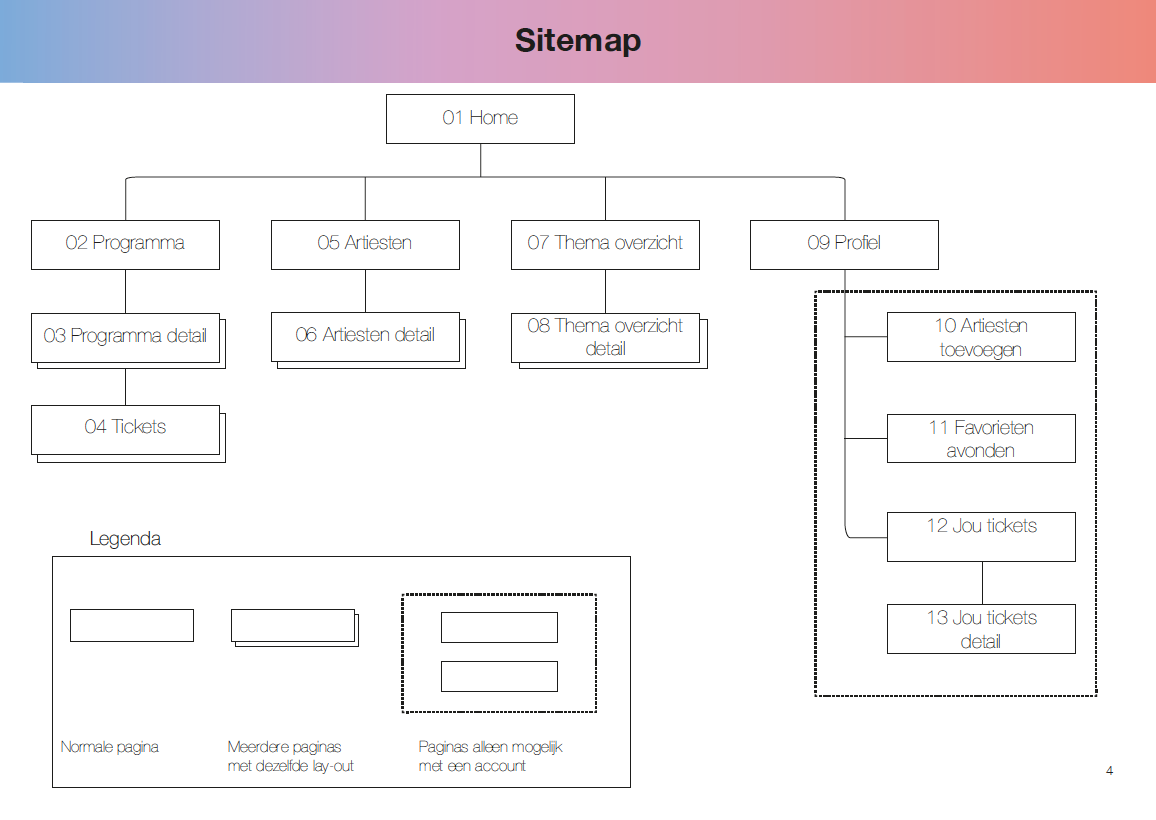 Sitemap
01 Home
02 Programma
05 Artiesten
07 Thema overzicht
09 Profiel
03 Programma detail
06 Artiesten detail
08 Thema overzicht
detail
10 Artiesten
toevoegen
04 Tickets
11 Favorieten
avonden
12 Jou tickets
13 Jou tickets
detail
Legenda
Normale pagina
Meerdere paginas
met dezelfde lay-out
Paginas alleen mogelijk
met een account
4